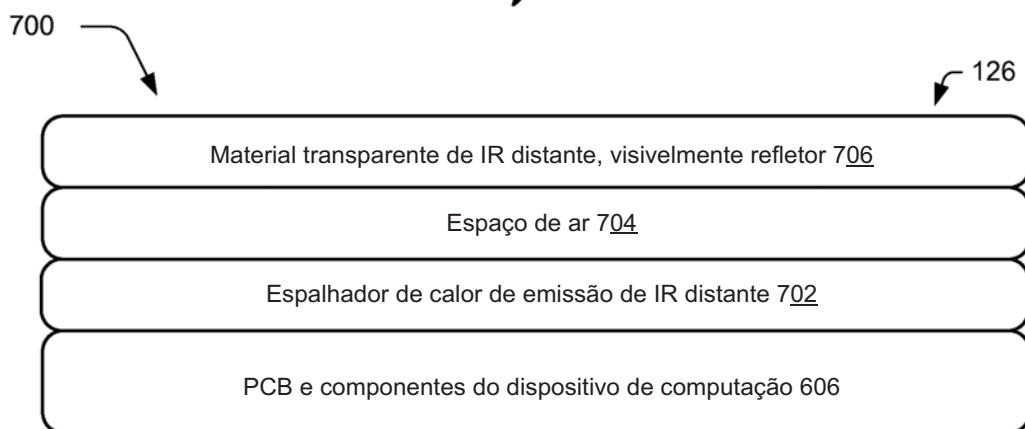 700
126
Material transparente de IR distante, visivelmente refletor 706
Espaço de ar 704
Espalhador de calor de emissão de IR distante 702
PCB e componentes do dispositivo de computação 606